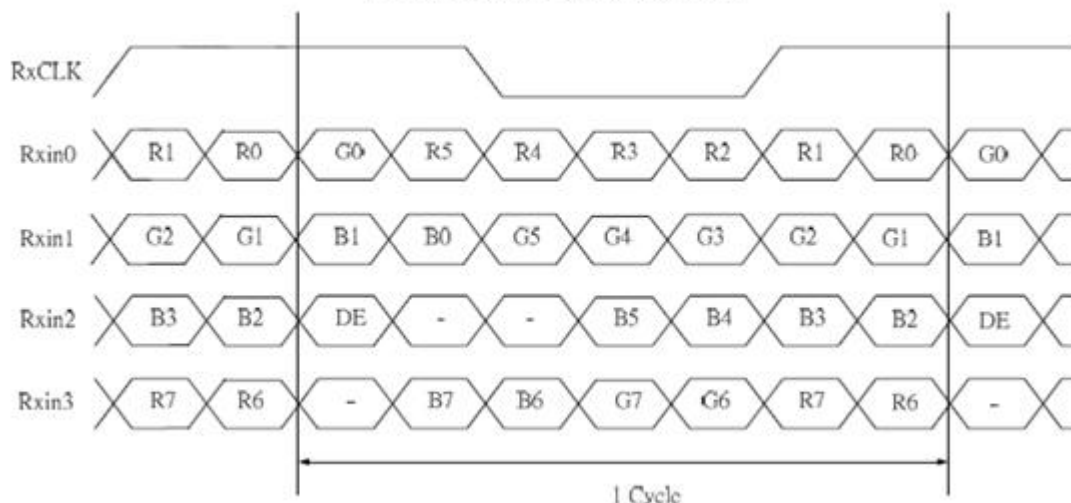 RxCLK
Rxin0 R1 R0 G0 R5 R4 R3 R2 R1 R0 G0
Rxin1 G2 G1 B1 B0 G5 G4 G3 G2 G1 B1
Rxin2 B3 B2 DE - - B5 B4 B3 B2 DE
Rxin3 R7 R6 - B7 B6 G7 G6 R7 R6 -
1 Cycle